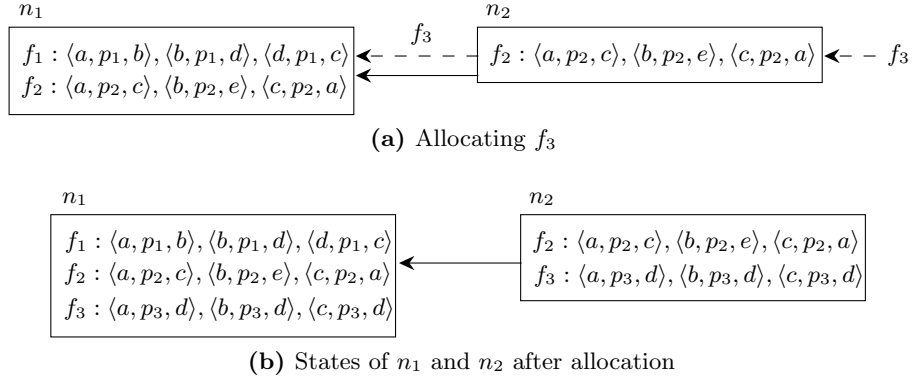 n₁ n₂
f₁ : ⟨a, p₁, b⟩, ⟨b, p₁, d⟩, ⟨d, p₁, c⟩
f₂ : ⟨a, p₂, c⟩, ⟨b, p₂, e⟩, ⟨c, p₂, a⟩
f₃
f₂ : ⟨a, p₂, c⟩, ⟨b, p₂, e⟩, ⟨c, p₂, a⟩
f₃
(a) Allocating f₃
n₁ n₂
f₁ : ⟨a, p₁, b⟩, ⟨b, p₁, d⟩, ⟨d, p₁, c⟩
f₂ : ⟨a, p₂, c⟩, ⟨b, p₂, e⟩, ⟨c, p₂, a⟩
f₃ : ⟨a, p₃, d⟩, ⟨b, p₃, d⟩, ⟨c, p₃, d⟩
f₂ : ⟨a, p₂, c⟩, ⟨b, p₂, e⟩, ⟨c, p₂, a⟩
f₃ : ⟨a, p₃, d⟩, ⟨b, p₃, d⟩, ⟨c, p₃, d⟩
(b) States of n₁ and n₂ after allocation